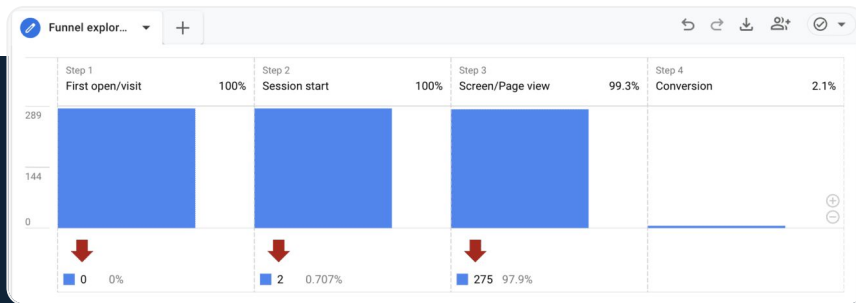 Funnel explor...
Step 1
First open/visit 100%
Step 2
Session start 100%
Step 3
Screen/Page view 99.3%
Step 4
Conversion 2.1%
289
144
0
0 0%
2 0.707%
275 97.9%